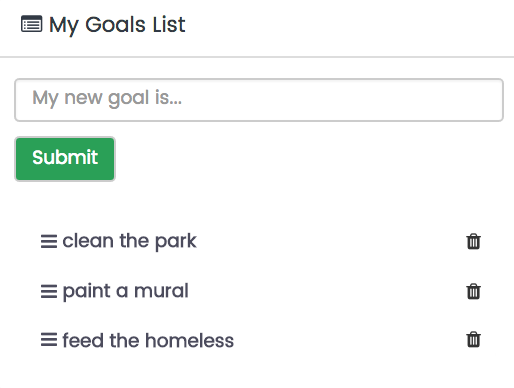 My Goals List
My new goal is...
Submit
clean the park
paint a mural
feed the homeless